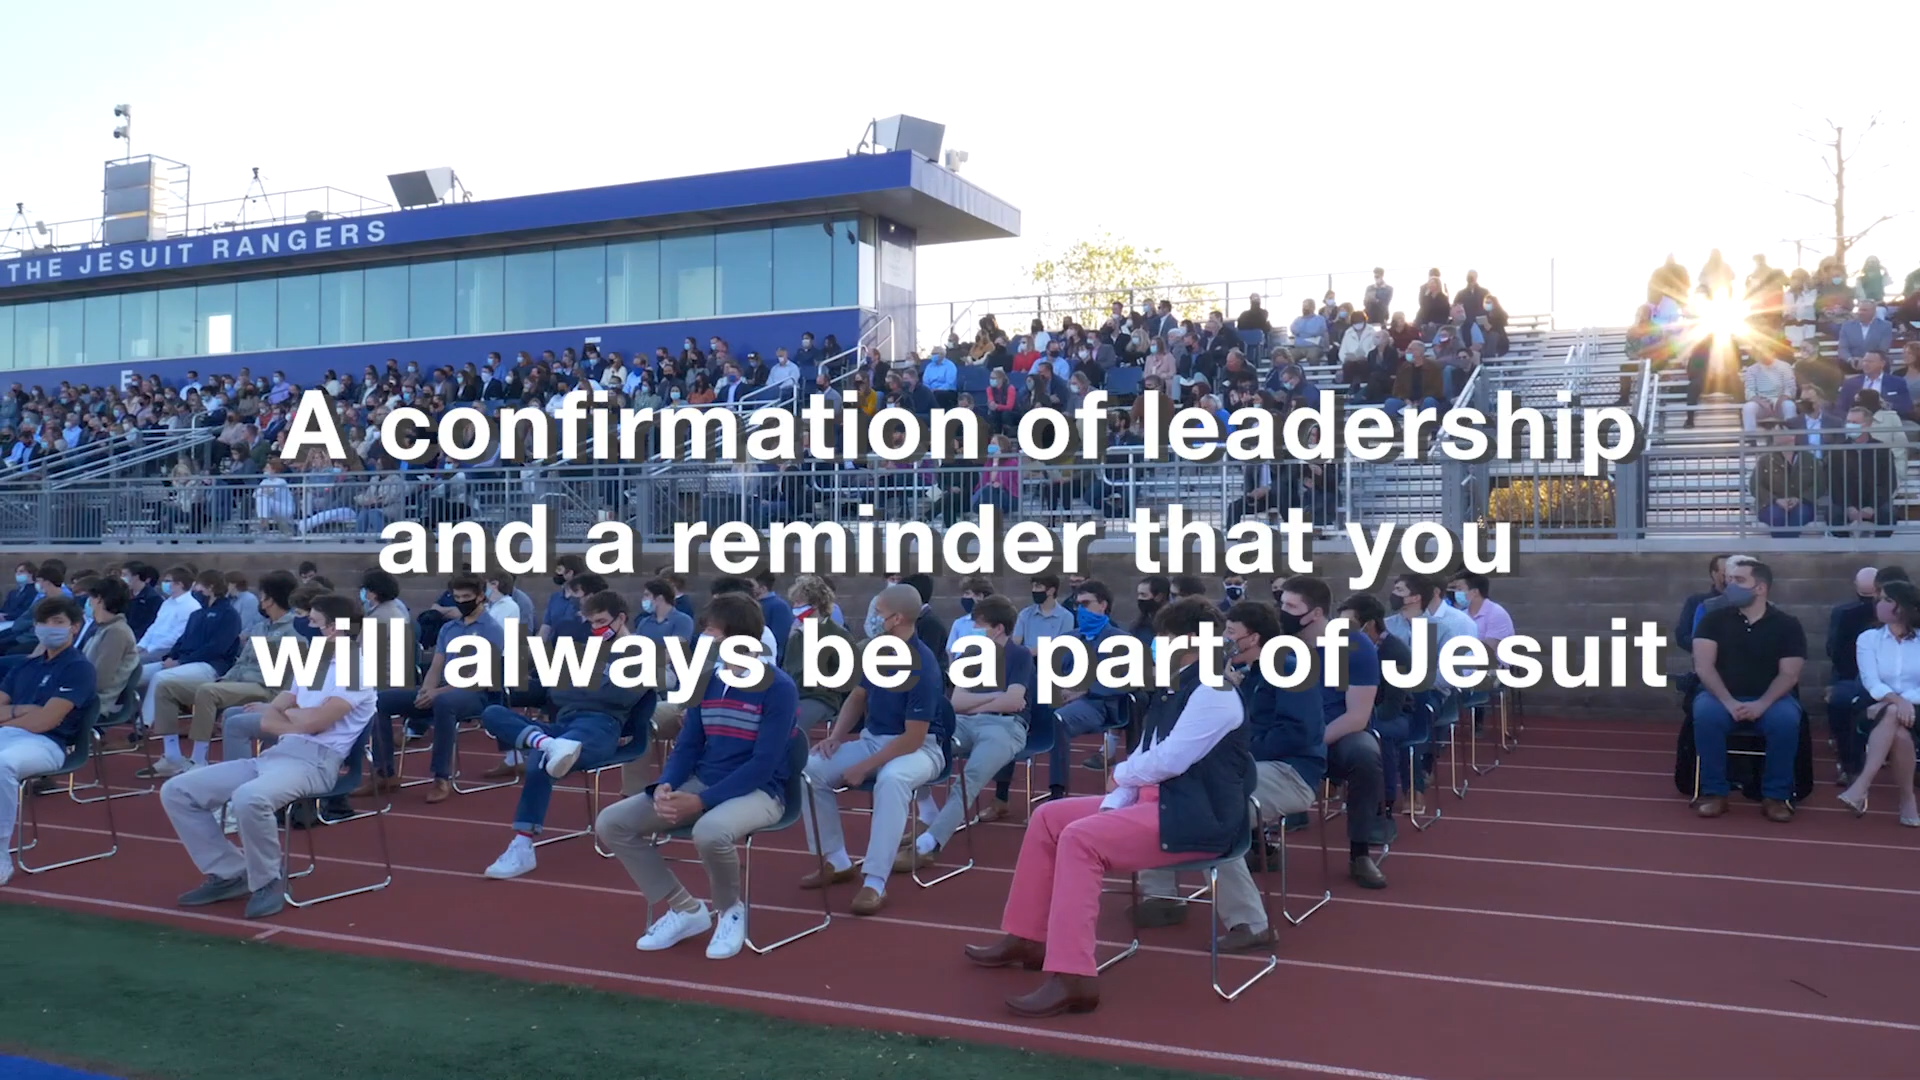 THE JESUIT RANGERS
A confirmation of leadership
and a reminder that you
will always be a part of Jesuit